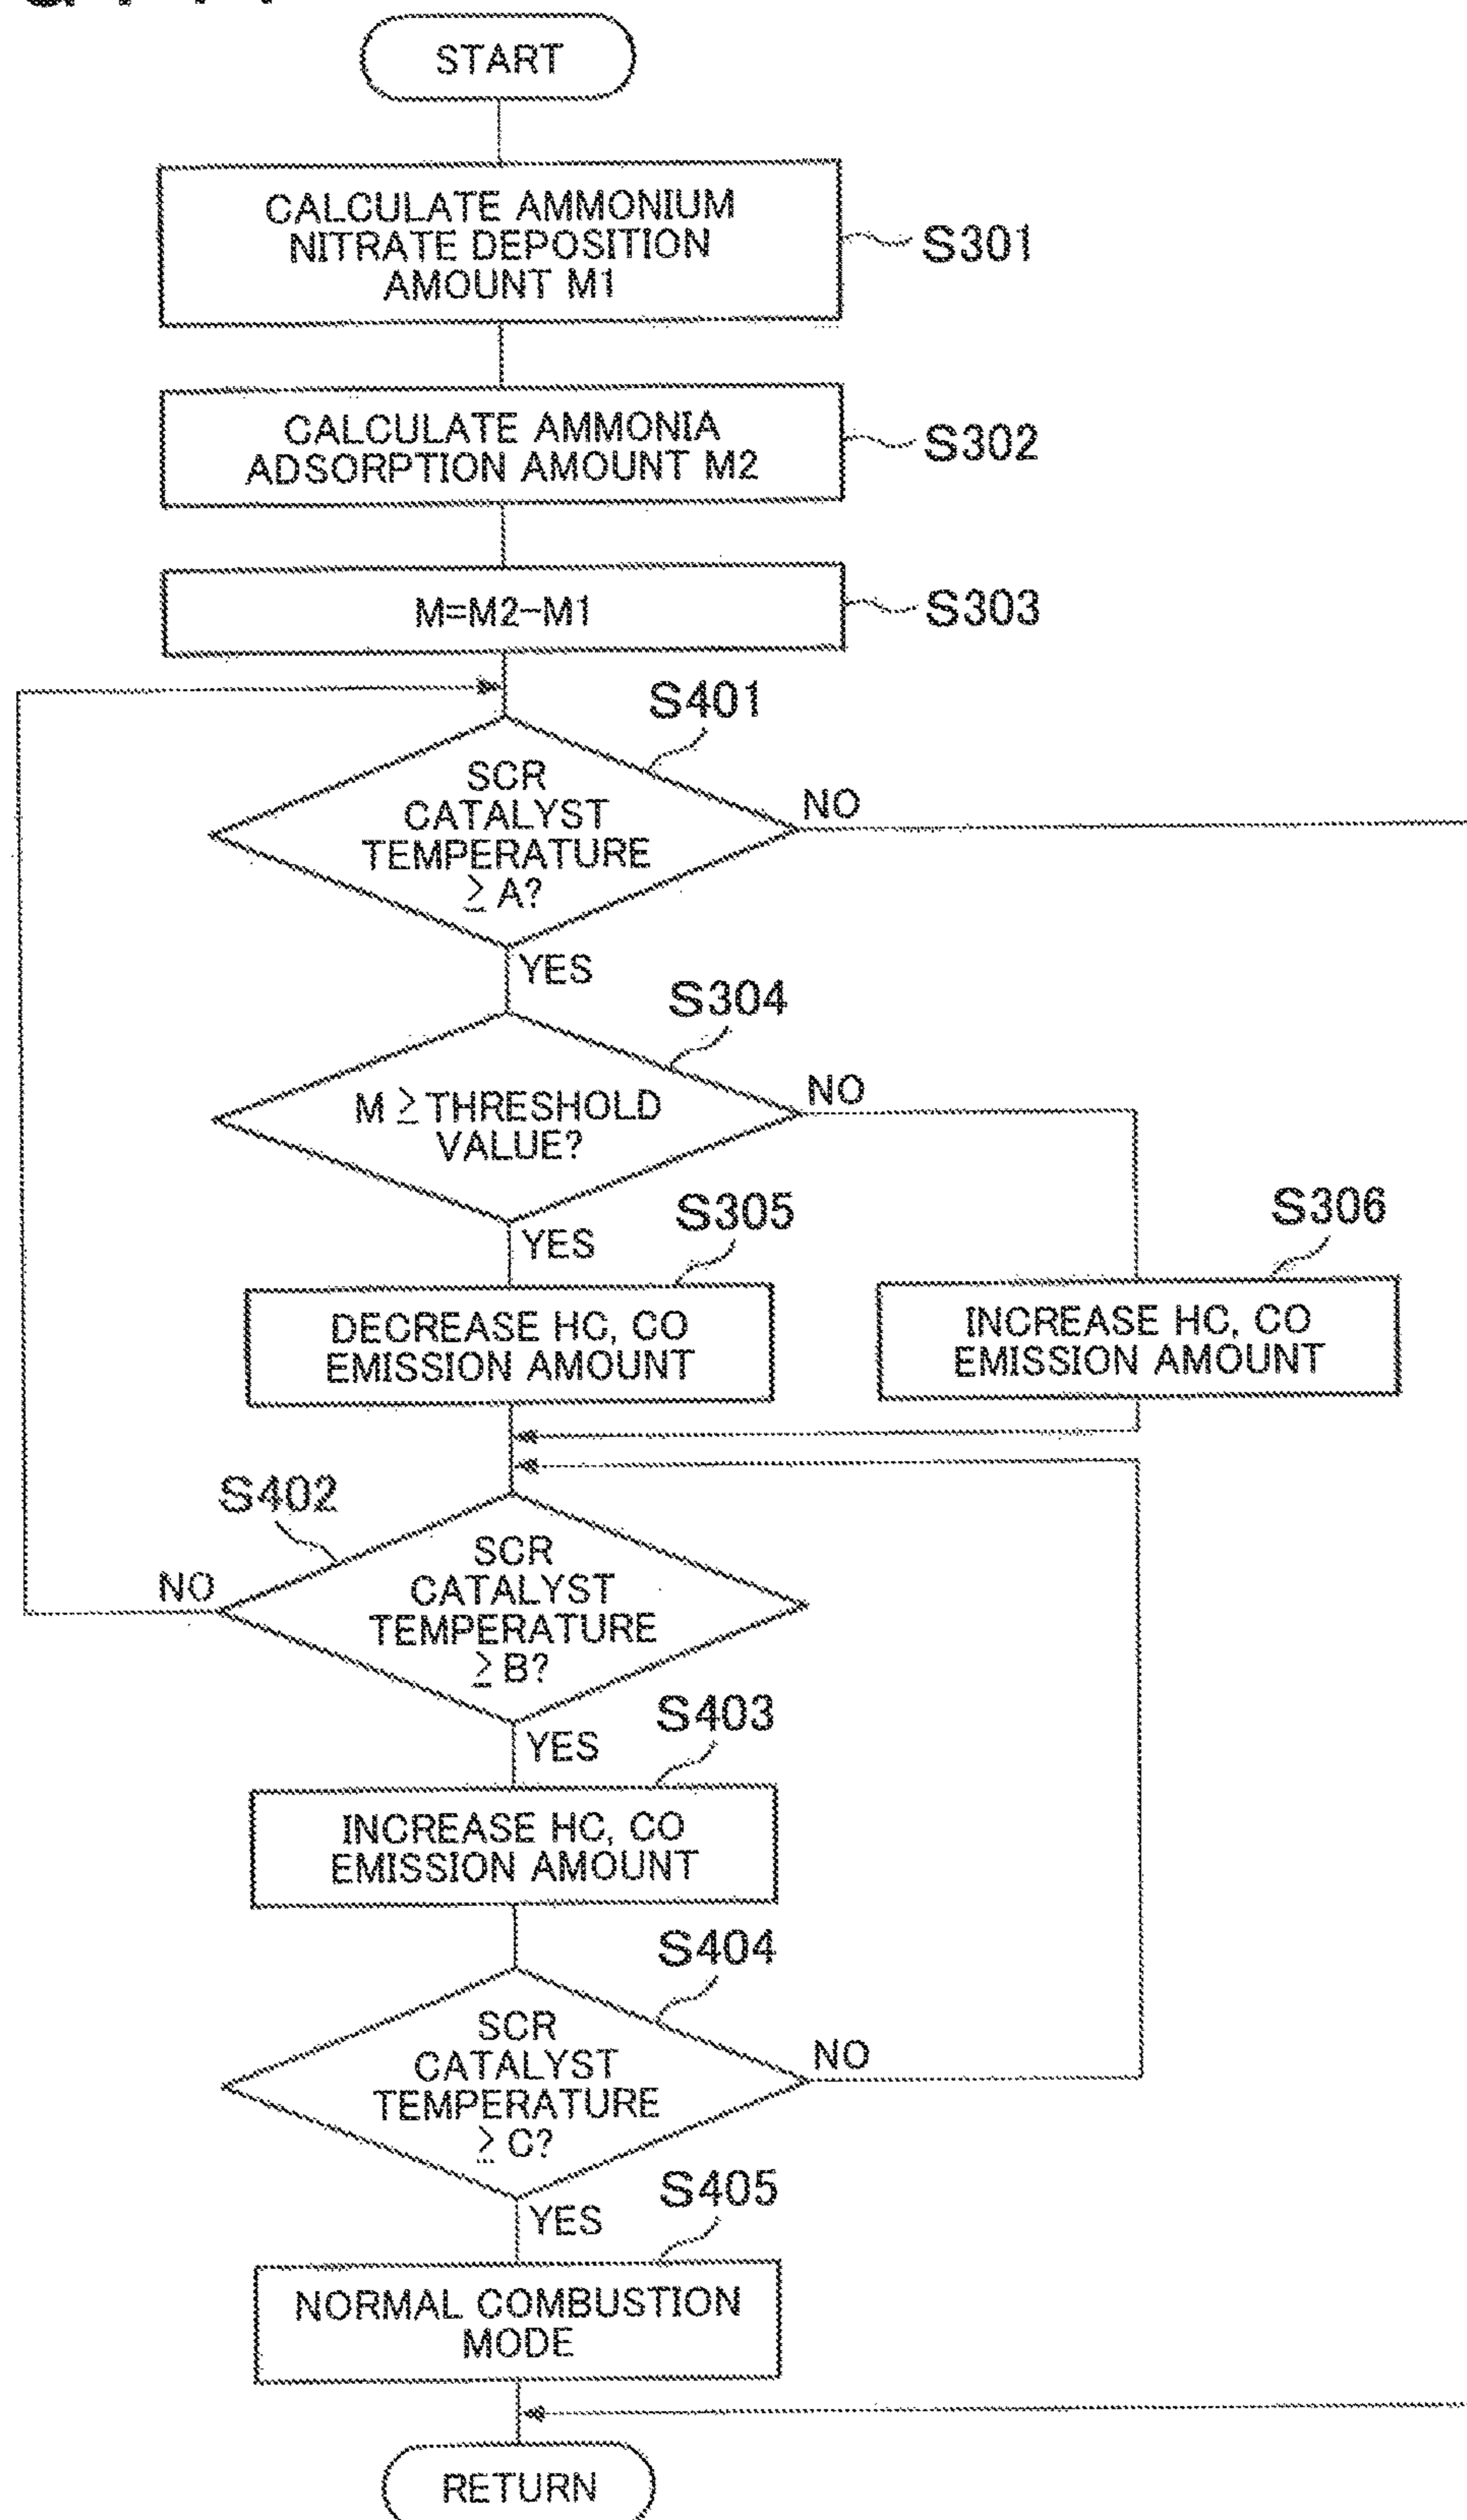 START
CALCULATE AMMONIUM
NITRATE DEPOSITION
AMOUNT M1
S301
CALCULATE AMMONIA
ADSORPTION AMOUNT M2
S302
M=M2-M1
S303
S401
SCR
CATALYST
TEMPERATURE
≥ A?
NO
YES
S304
M ≥ THRESHOLD
VALUE?
NO
YES
S305
DECREASE HC, CO
EMISSION AMOUNT
S306
INCREASE HC, CO
EMISSION AMOUNT
S402
SCR
CATALYST
TEMPERATURE
≥ B?
NO
YES
S403
INCREASE HC, CO
EMISSION AMOUNT
S404
SCR
CATALYST
TEMPERATURE
≥ C?
NO
YES
S405
NORMAL COMBUSTION
MODE
RETURN